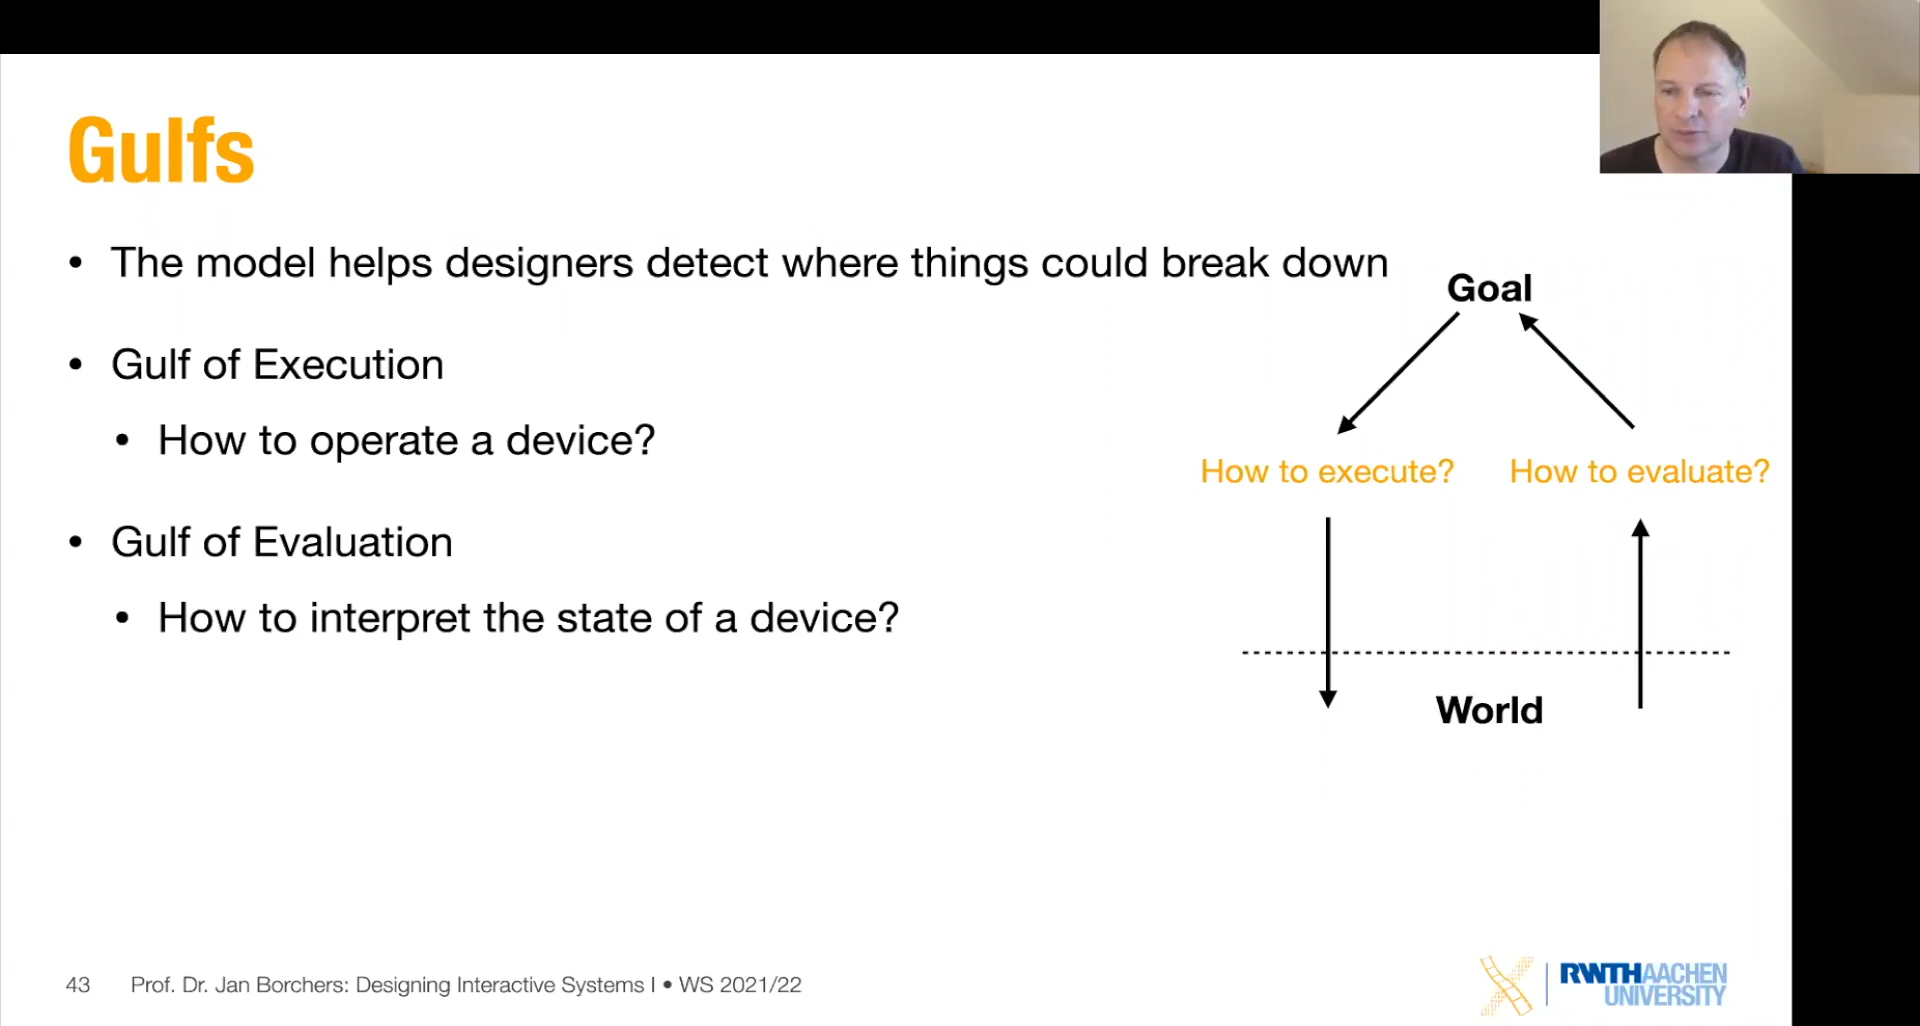 Gulfs
• The model helps designers detect where things could break down
• Gulf of Execution
• How to operate a device?
• Gulf of Evaluation
• How to interpret the state of a device?
Goal
How to execute? How to evaluate?
World
43 Prof. Dr. Jan Borchers: Designing Interactive Systems I • WS 2021/22
RWTHAACHEN
UNIVERSITY